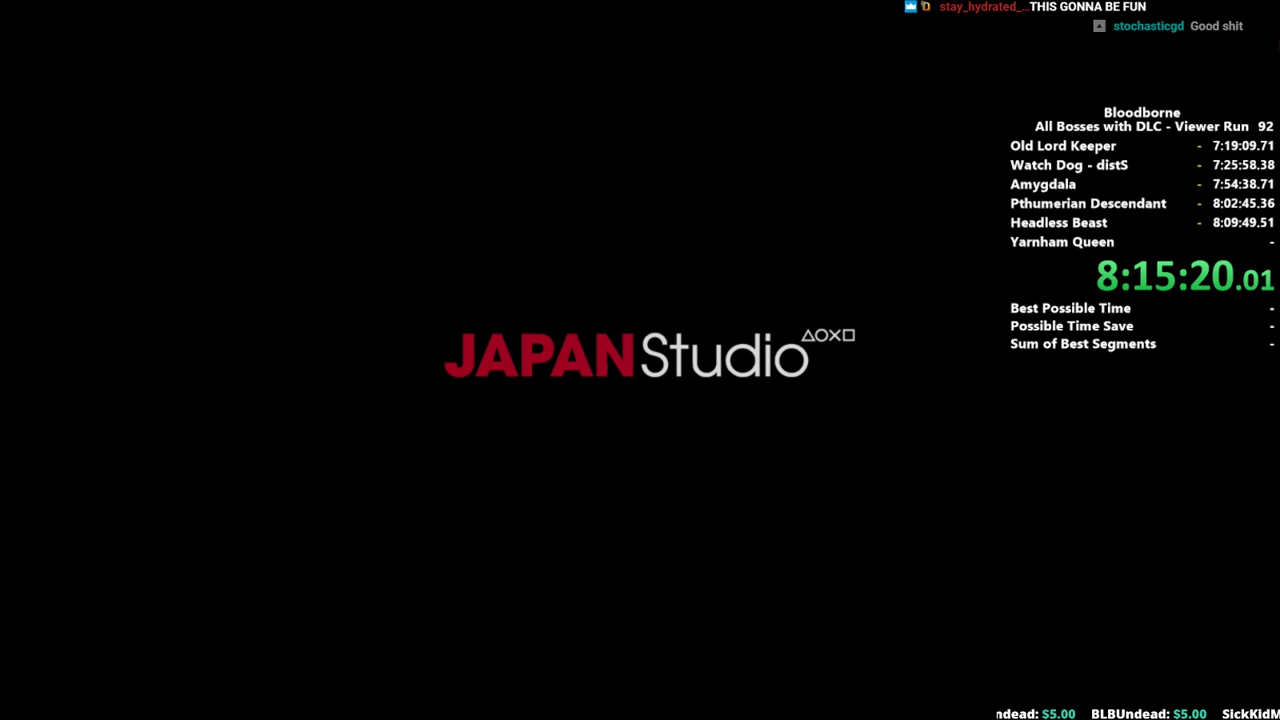 stay_hydrated_...THIS GONNA BE FUN
stochasticgd Good shit
Bloodborne
All Bosses with DLC - Viewer Run 92
Old Lord Keeper - 7:19:09.71
Watch Dog - distS - 7:25:58.38
Amygdala - 7:54:38.71
Pthumerian Descendant - 8:02:45.36
Headless Beast - 8:09:49.51
Yarnham Queen -
8:15:20.01
Best Possible Time -
Possible Time Save -
Sum of Best Segments -
JAPAN Studio
ndead: $5.00 BLBUndead: $5.00 SickKidM